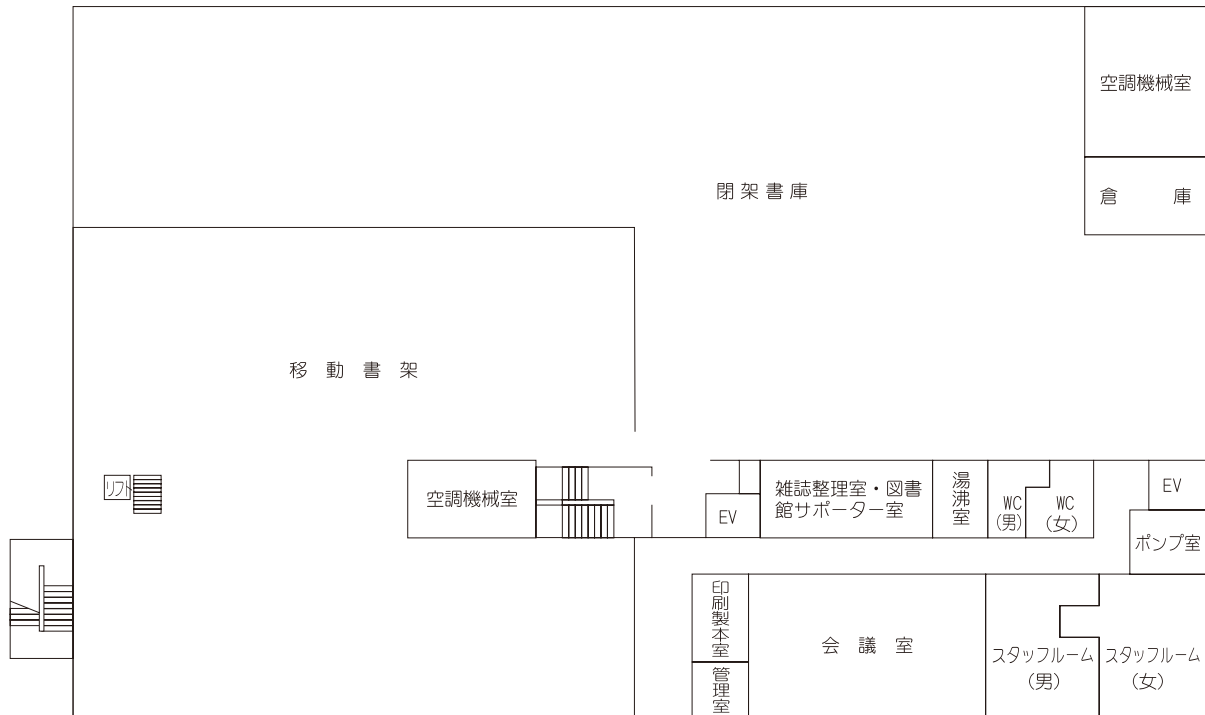 空調機械室
閉架書庫
倉庫
移動書架
リフト
空調機械室
EV
雑誌整理室・図書
館サポーター室
湯沸室
WC
(男)
WC
(女)
EV
ポンプ室
印刷製本室
管理室
会議室
スタッフルーム
(男)
スタッフルーム
(女)